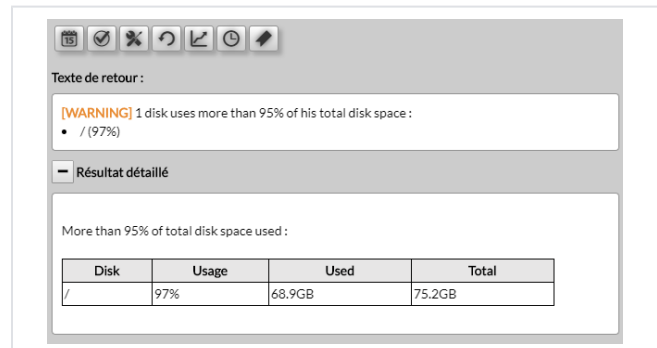 15
Texte de retour :
[WARNING] 1 disk uses more than 95% of his total disk space :
• / (97%)
− Résultat détaillé
More than 95% of total disk space used :
Disk Usage Used Total
/ 97% 68.9GB 75.2GB